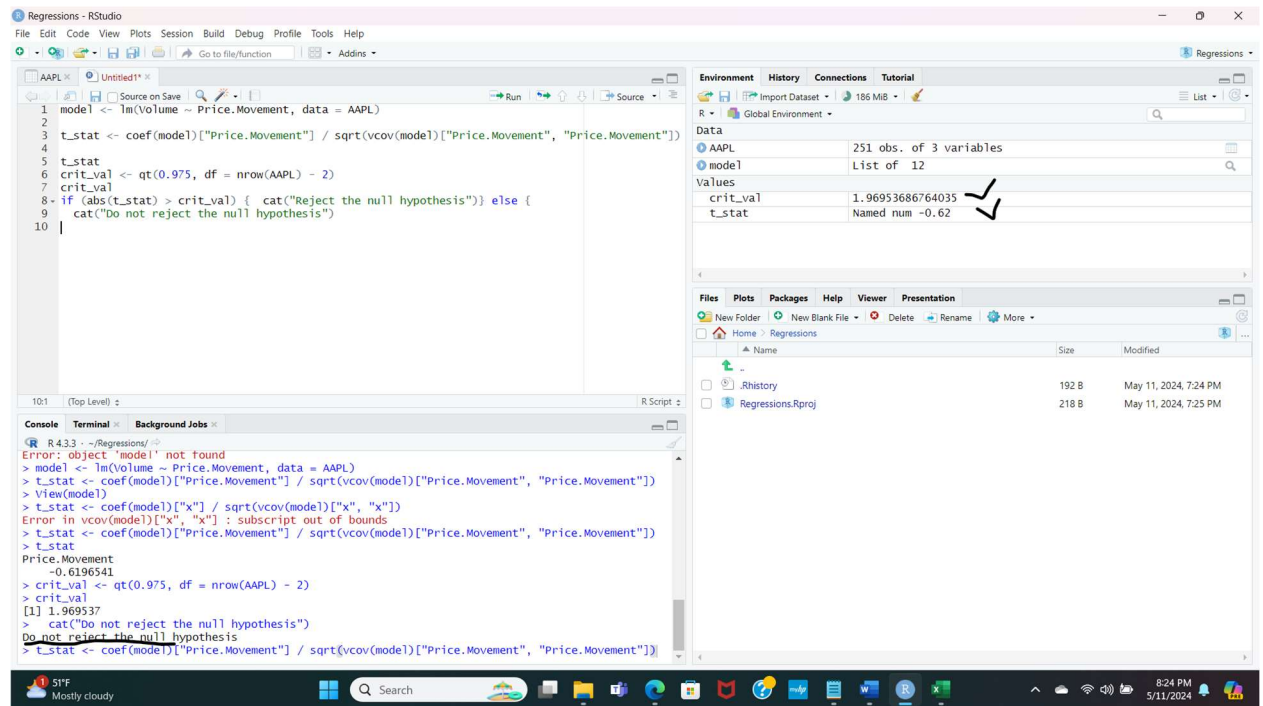 Regressions - RStudio
File Edit Code View Plots Session Build Debug Profile Tools Help
Go to file/function Addins Regressions
AAPL Untitled1*
Source on Save Run Source
1 model <- lm(Volume ~ Price.Movement, data = AAPL)
2
3 t_stat <- coef(model)["Price.Movement"] / sqrt(vcov(model)["Price.Movement", "Price.Movement"])
4
5 t_stat
6 crit_val <- qt(0.975, df = nrow(AAPL) - 2)
7 crit_val
8 if (abs(t_stat) > crit_val) {  cat("Reject the null hypothesis")} else {
9   cat("Do not reject the null hypothesis")
10
10:1 (Top Level) R Script
Console Terminal Background Jobs
R 4.3.3 · ~/Regressions/
Error: object 'model' not found
> model <- lm(Volume ~ Price.Movement, data = AAPL)
> t_stat <- coef(model)["Price.Movement"] / sqrt(vcov(model)["Price.Movement", "Price.Movement"])
> View(model)
> t_stat <- coef(model)["x"] / sqrt(vcov(model)["x", "x"])
Error in vcov(model)["x", "x"] : subscript out of bounds
> t_stat <- coef(model)["Price.Movement"] / sqrt(vcov(model)["Price.Movement", "Price.Movement"])
> t_stat
Price.Movement
-0.6196541
> crit_val <- qt(0.975, df = nrow(AAPL) - 2)
> crit_val
[1] 1.969537
>   cat("Do not reject the null hypothesis")
Do not reject the null hypothesis
> t_stat <- coef(model)["Price.Movement"] / sqrt(vcov(model)["Price.Movement", "Price.Movement"])
Environment History Connections Tutorial
Import Dataset 186 MiB List
R Global Environment
Data
AAPL 251 obs. of 3 variables
model List of 12
Values
crit_val 1.96953686764035
t_stat Named num -0.62
Files Plots Packages Help Viewer Presentation
New Folder New Blank File Delete Rename More
Home > Regressions
Name Size Modified
..
.Rhistory 192 B May 11, 2024, 7:24 PM
Regressions.Rproj 218 B May 11, 2024, 7:25 PM
1 51°F
Mostly cloudy
Search
mhp
8:24 PM
5/11/2024
PRE